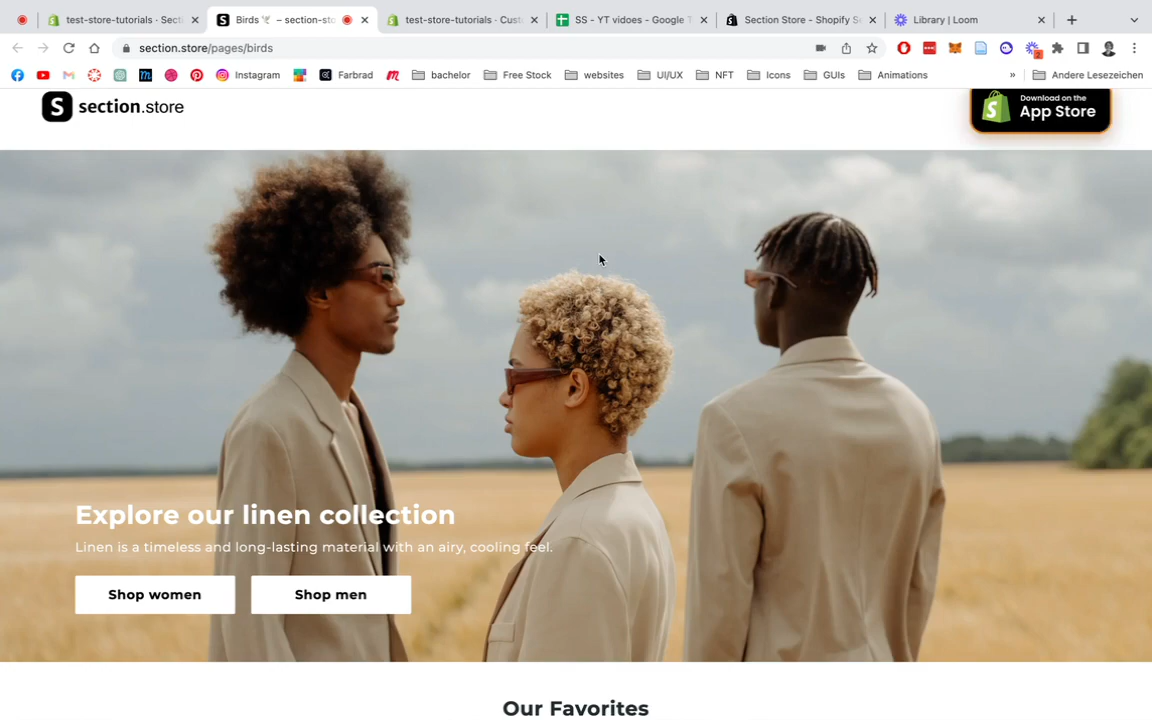 test-store-tutorials · Secti
Birds 🕊 – section-sto
test-store-tutorials · Cust
SS - YT vidoes - Google T
Section Store - Shopify S
Library | Loom
section.store/pages/birds
2
Instagram
Farbrad
bachelor
Free Stock
websites
UI/UX
NFT
Icons
GUIs
Animations
»
Andere Lesezeichen
S section.store
Download on the
App Store
Explore our linen collection
Linen is a timeless and long-lasting material with an airy, cooling feel.
Shop women
Shop men
Our Favorites